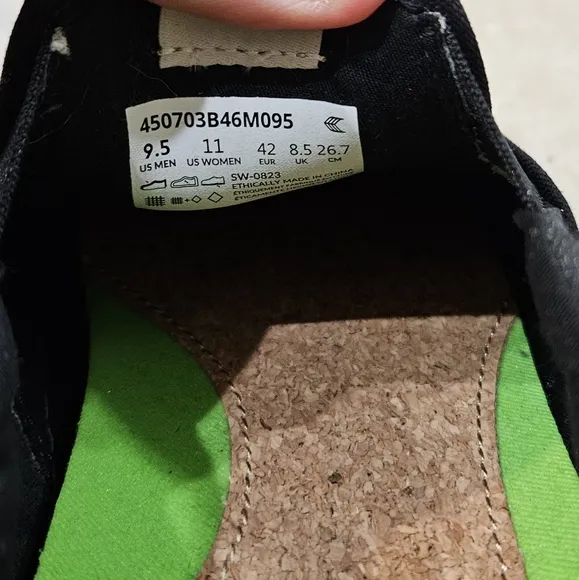 450703B46M095
9.5 11 42 8.5 26.7
US MEN US WOMEN EUR UK CM
SW-0823
ETHICALLY MADE IN CHINA